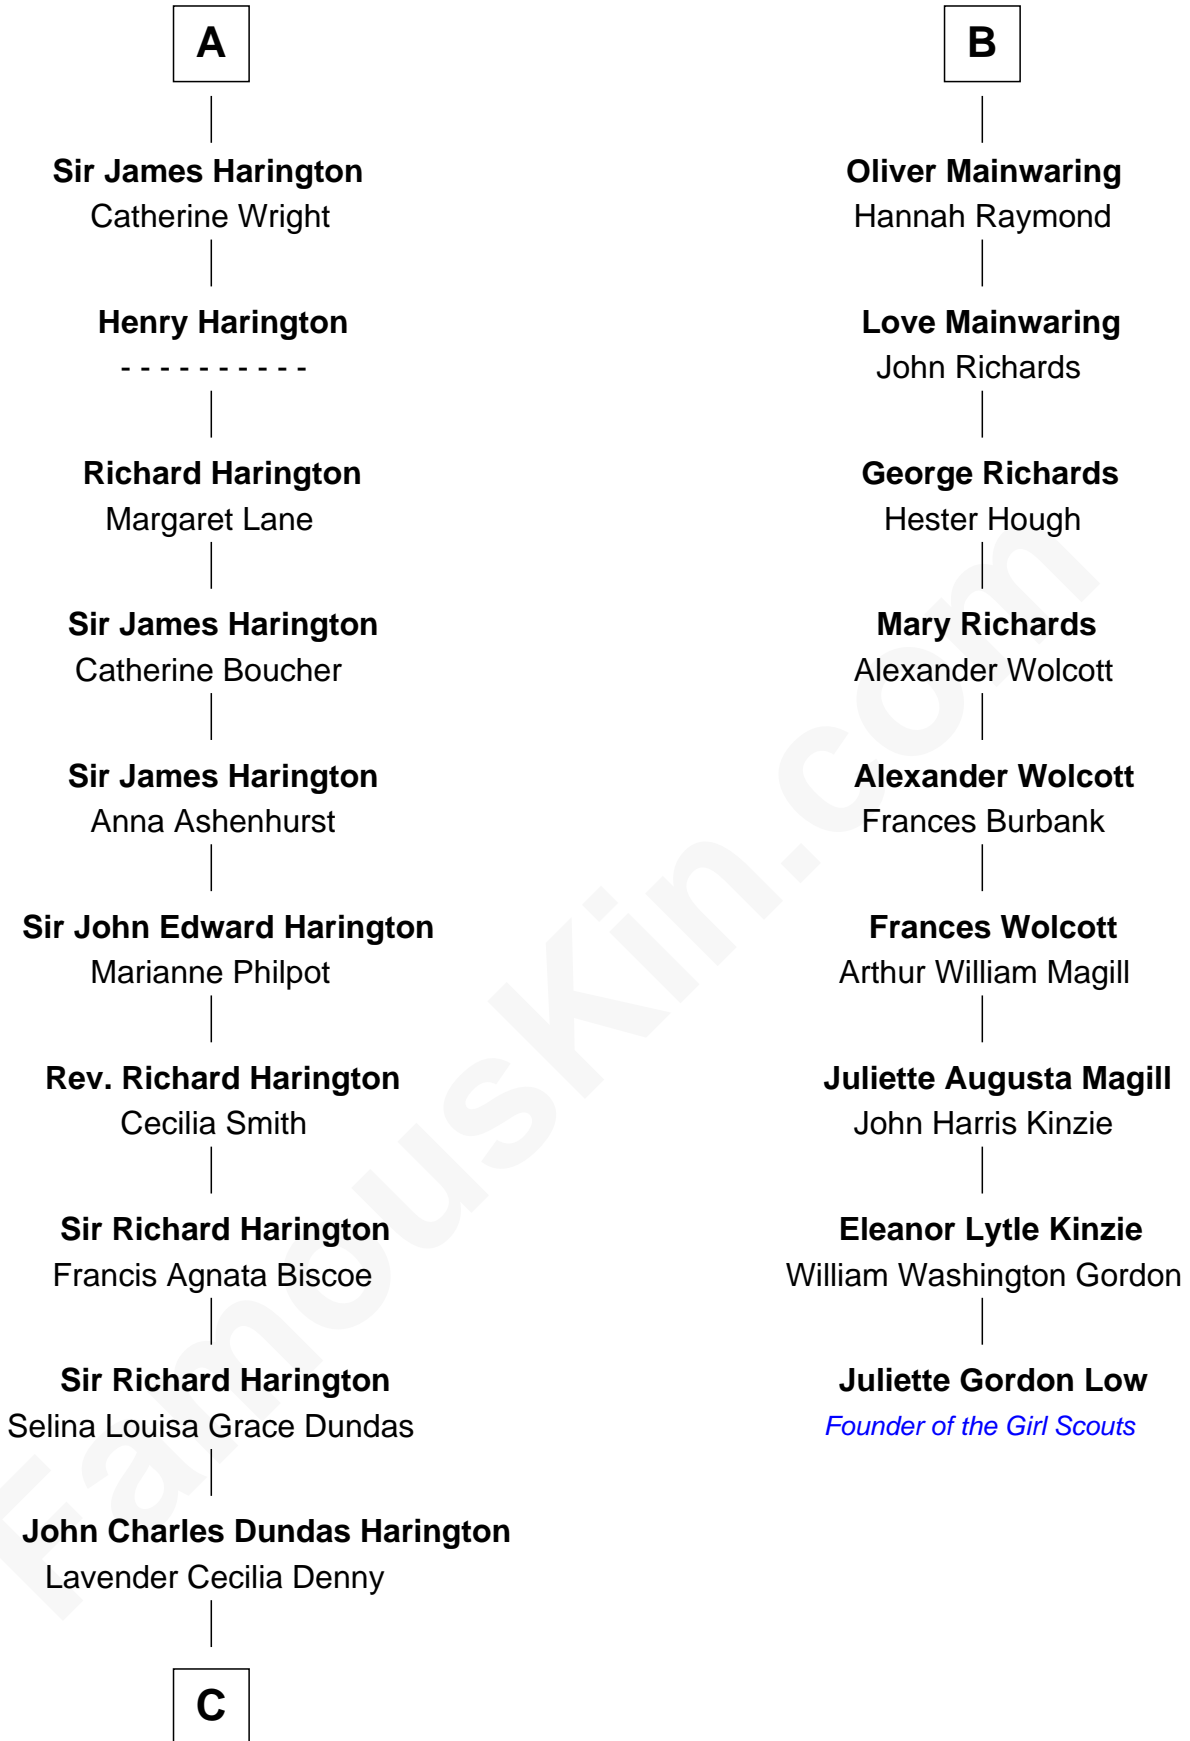 A
Sir James Harington
Catherine Wright
Henry Harington
- - - - - - - - - -
Richard Harington
Margaret Lane
Sir James Harington
Catherine Boucher
Sir James Harington
Anna Ashenhurst
Sir John Edward Harington
Marianne Philpot
Rev. Richard Harington
Cecilia Smith
Sir Richard Harington
Francis Agnata Biscoe
Sir Richard Harington
Selina Louisa Grace Dundas
John Charles Dundas Harington
Lavender Cecilia Denny
C
B
Oliver Mainwaring
Hannah Raymond
Love Mainwaring
John Richards
George Richards
Hester Hough
Mary Richards
Alexander Wolcott
Alexander Wolcott
Frances Burbank
Frances Wolcott
Arthur William Magill
Juliette Augusta Magill
John Harris Kinzie
Eleanor Lytle Kinzie
William Washington Gordon
Juliette Gordon Low
Founder of the Girl Scouts
FamousKin.com